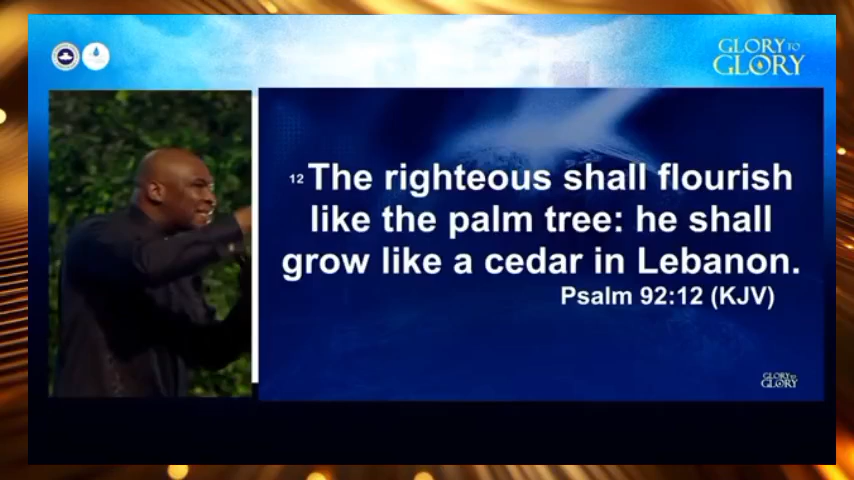 GLORY TO
GLORY
12 The righteous shall flourish
like the palm tree: he shall
grow like a cedar in Lebanon.
Psalm 92:12 (KJV)
GLORY TO
GLORY